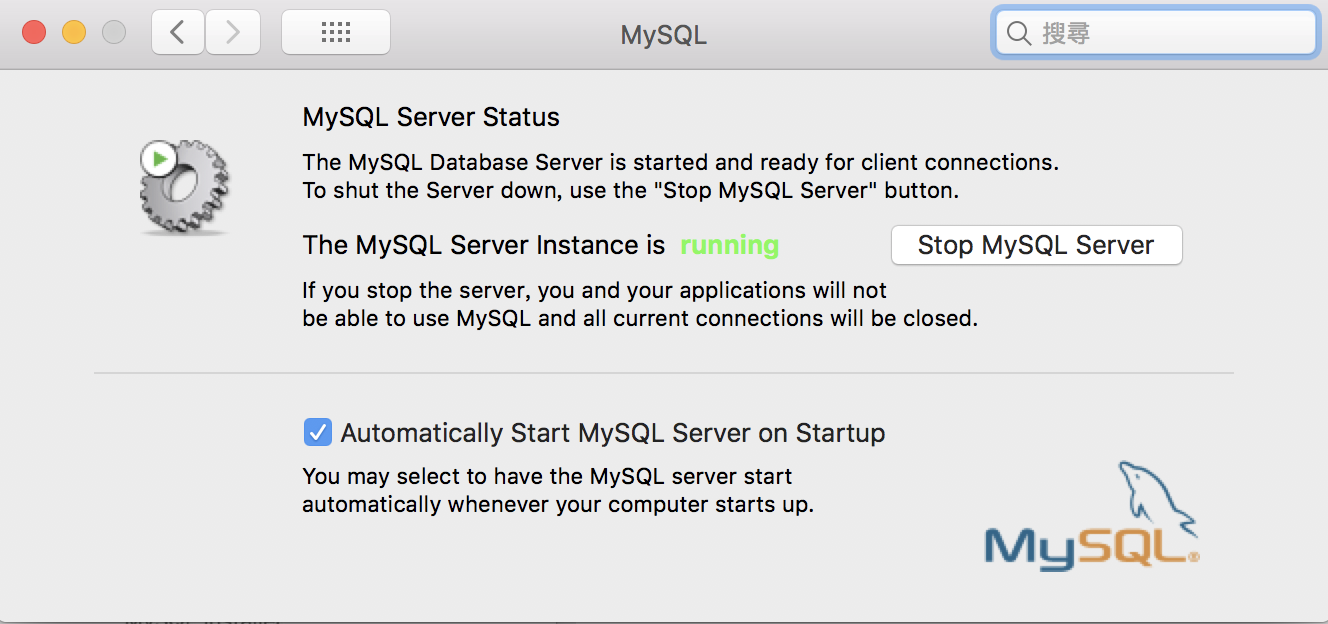 MySQL
搜尋
MySQL Server Status
The MySQL Database Server is started and ready for client connections.
To shut the Server down, use the "Stop MySQL Server" button.
The MySQL Server Instance is running
Stop MySQL Server
If you stop the server, you and your applications will not
be able to use MySQL and all current connections will be closed.
Automatically Start MySQL Server on Startup
You may select to have the MySQL server start
automatically whenever your computer starts up.
MySQL®